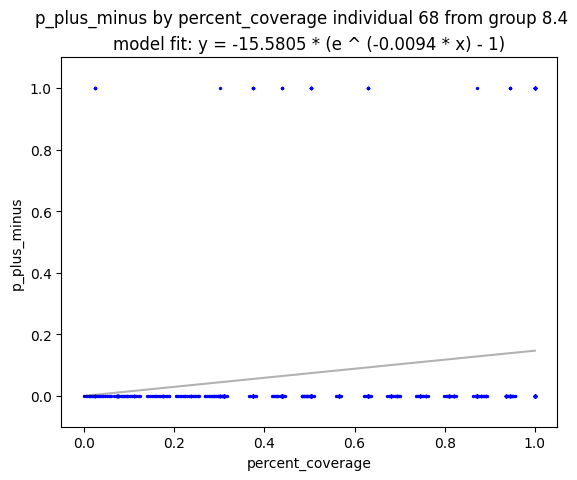 p_plus_minus by percent_coverage individual 68 from group 8.4
model fit: y = -15.5805 * (e ^ (-0.0094 * x) - 1)
1.0
0.8
0.6
0.4
0.2
0.0
p_plus_minus
0.0 0.2 0.4 0.6 0.8 1.0
percent_coverage